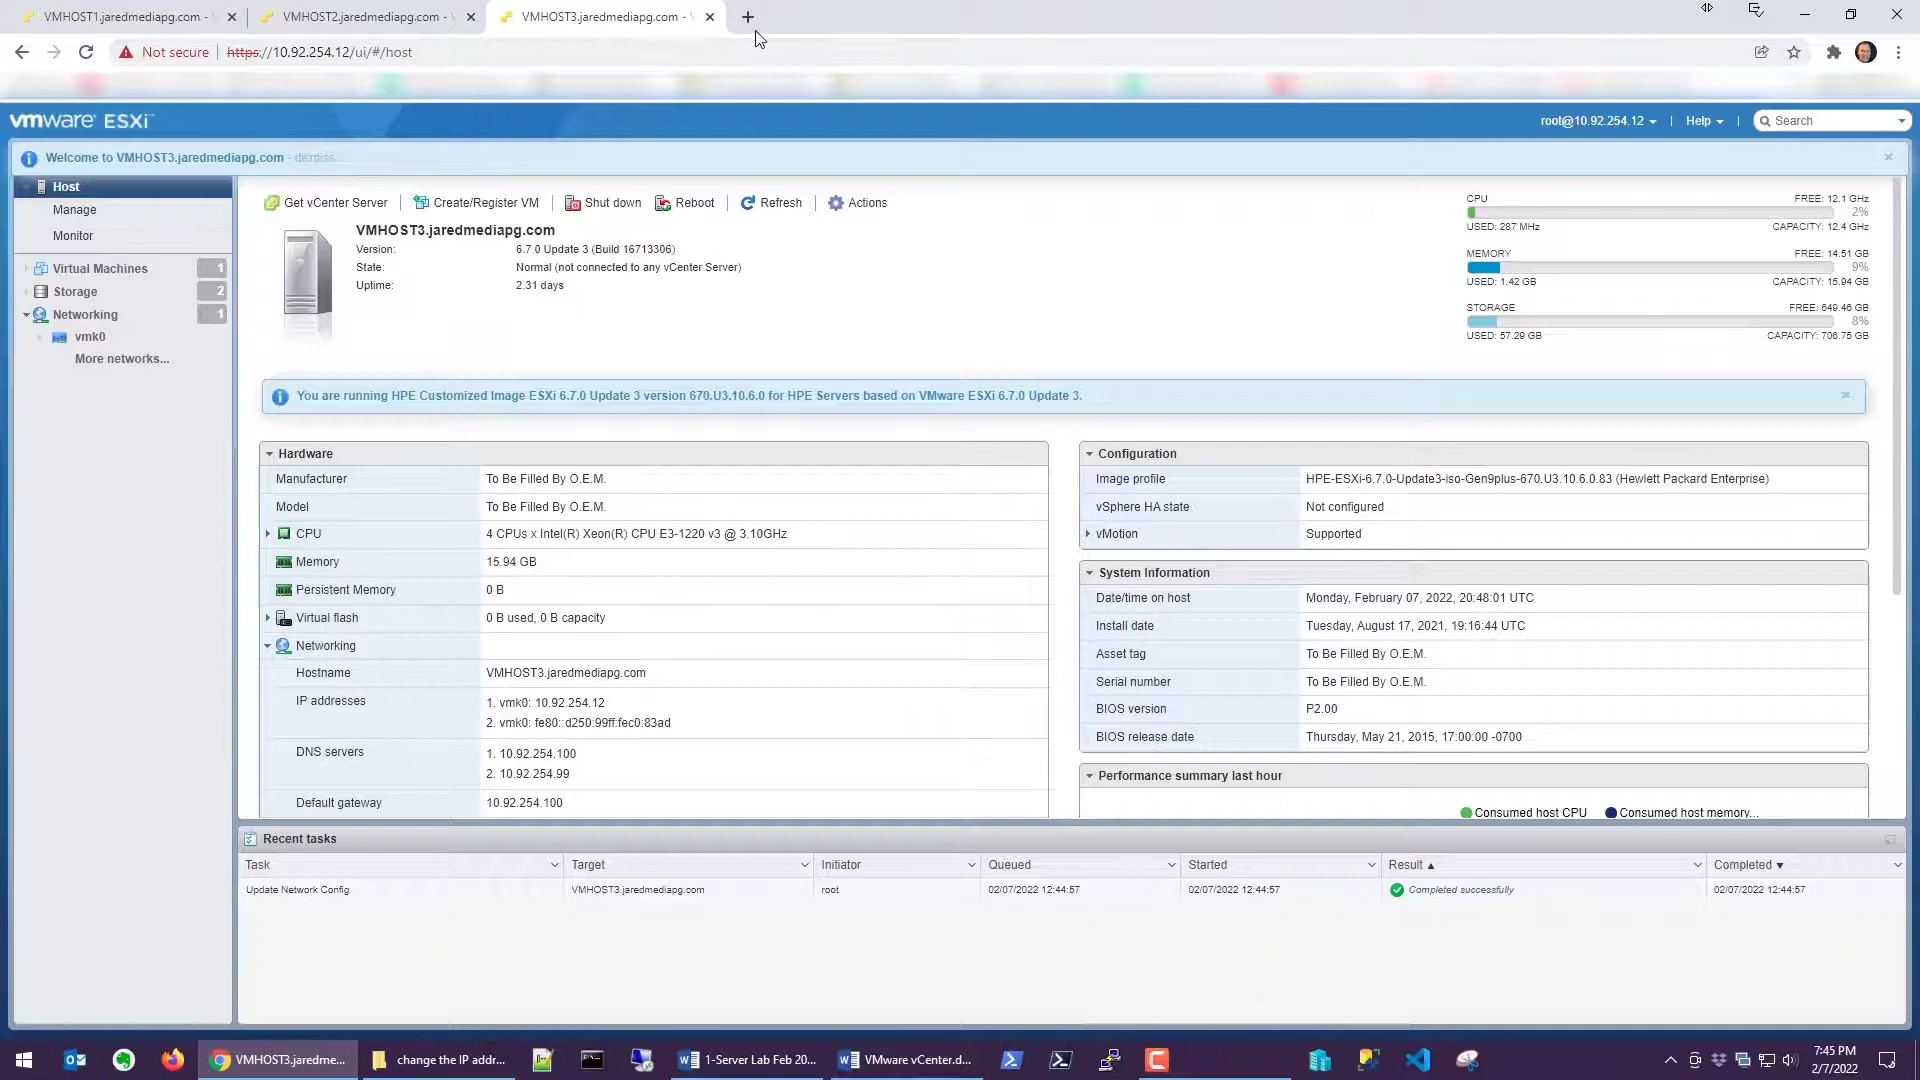 VMHOST1.jaredmediapg.com -
VMHOST2.jaredmediapg.com -
VMHOST3.jaredmediapg.com -
Not secure
https://10.92.254.12/ui/#/host
vmware ESXi
root@10.92.254.12
Help
Search
Welcome to VMHOST3.jaredmediapg.com - dismiss...
Host
Manage
Monitor
Virtual Machines 1
Storage 2
Networking 1
vmk0
More networks...
Get vCenter Server
Create/Register VM
Shut down
Reboot
Refresh
Actions
VMHOST3.jaredmediapg.com
Version: 6.7.0 Update 3 (Build 16713306)
State: Normal (not connected to any vCenter Server)
Uptime: 2.31 days
CPU FREE: 12.1 GHz
2%
USED: 287 MHz CAPACITY: 12.4 GHz
MEMORY FREE: 14.51 GB
9%
USED: 1.42 GB CAPACITY: 15.94 GB
STORAGE FREE: 649.46 GB
8%
USED: 57.29 GB CAPACITY: 706.75 GB
You are running HPE Customized Image ESXi 6.7.0 Update 3 version 670.U3.10.6.0 for HPE Servers based on VMware ESXi 6.7.0 Update 3.
Hardware
Manufacturer To Be Filled By O.E.M.
Model To Be Filled By O.E.M.
CPU 4 CPUs x Intel(R) Xeon(R) CPU E3-1220 v3 @ 3.10GHz
Memory 15.94 GB
Persistent Memory 0 B
Virtual flash 0 B used, 0 B capacity
Networking
Hostname VMHOST3.jaredmediapg.com
IP addresses 1. vmk0: 10.92.254.12
2. vmk0: fe80::d250:99ff:fec0:83ad
DNS servers 1. 10.92.254.100
2. 10.92.254.99
Default gateway 10.92.254.100
Configuration
Image profile HPE-ESXi-6.7.0-Update3-iso-Gen9plus-670.U3.10.6.0.83 (Hewlett Packard Enterprise)
vSphere HA state Not configured
vMotion Supported
System Information
Date/time on host Monday, February 07, 2022, 20:48:01 UTC
Install date Tuesday, August 17, 2021, 19:16:44 UTC
Asset tag To Be Filled By O.E.M.
Serial number To Be Filled By O.E.M.
BIOS version P2.00
BIOS release date Thursday, May 21, 2015, 17:00:00 -0700
Performance summary last hour
Consumed host CPU Consumed host memory...
Recent tasks
Task Target Initiator Queued Started Result Completed
Update Network Config VMHOST3.jaredmediapg.com root 02/07/2022 12:44:57 02/07/2022 12:44:57 Completed successfully 02/07/2022 12:44:57
VMHOST3.jaredme...
change the IP addr...
1-Server Lab Feb 20...
VMware vCenter.d...
7:45 PM
2/7/2022